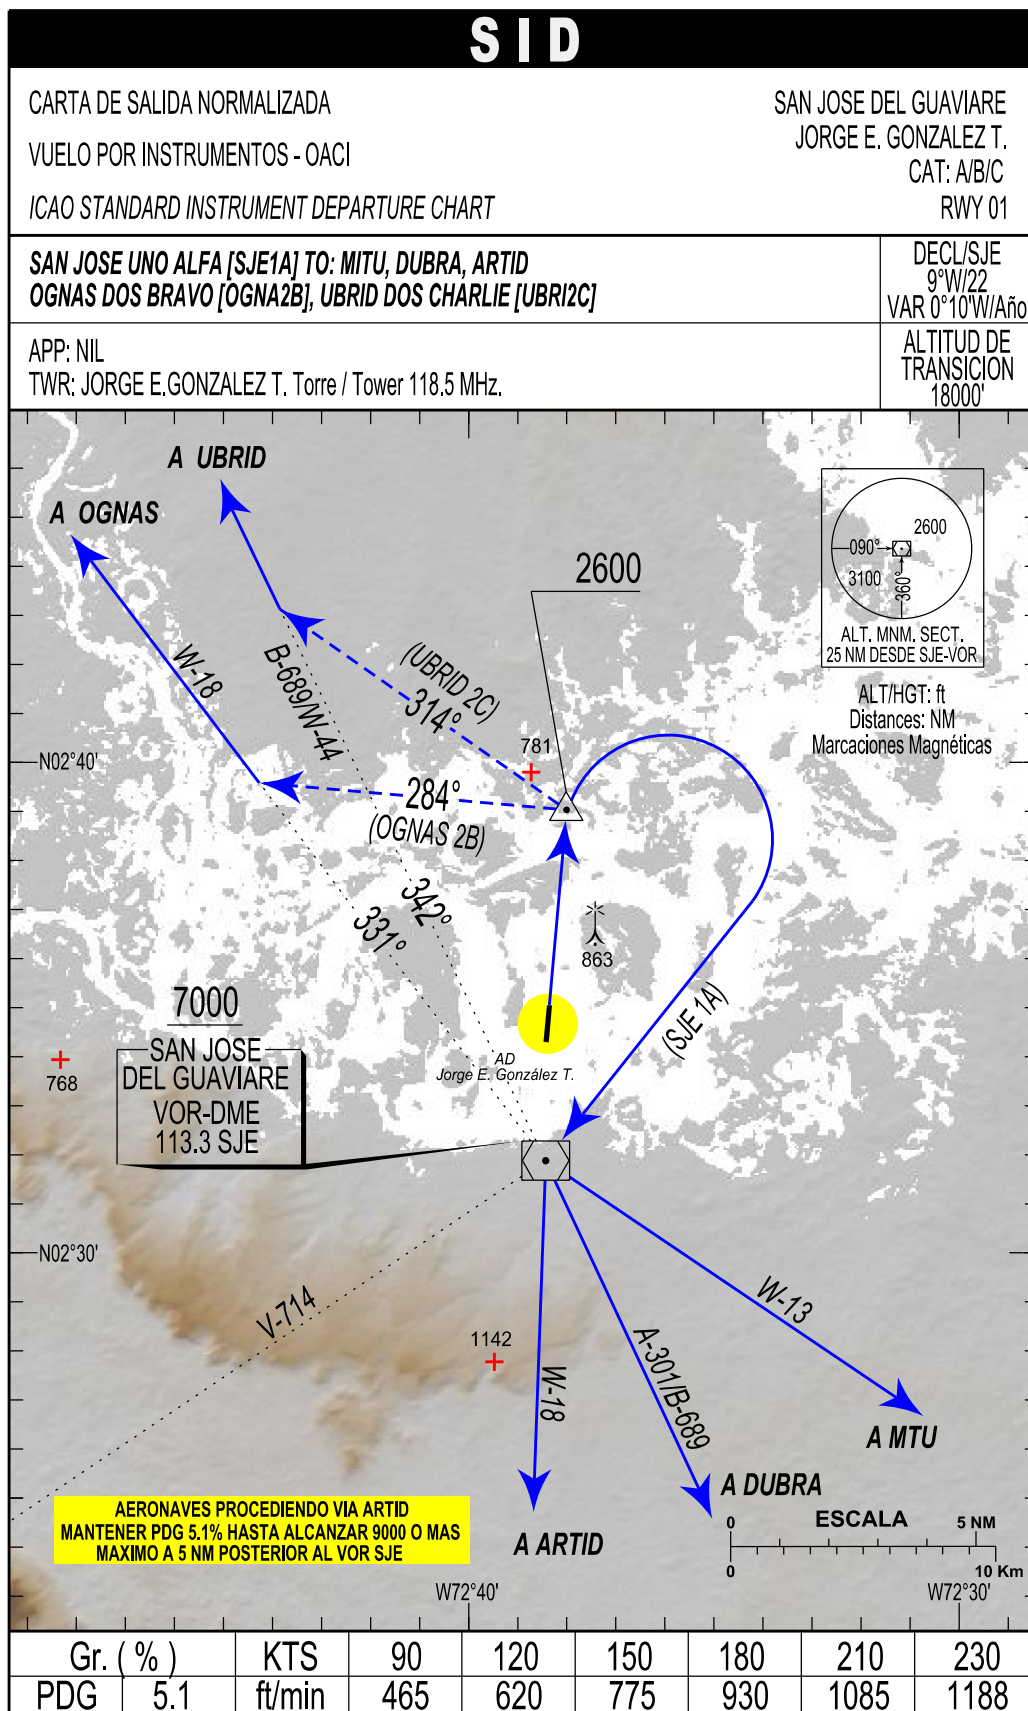 SID
CARTA DE SALIDA NORMALIZADA
VUELO POR INSTRUMENTOS - OACI
ICAO STANDARD INSTRUMENT DEPARTURE CHART
SAN JOSE DEL GUAVIARE
JORGE E. GONZALEZ T.
CAT: A/B/C
RWY 01
SAN JOSE UNO ALFA [SJE1A] TO: MITU, DUBRA, ARTID
OGNAS DOS BRAVO [OGNA2B], UBRID DOS CHARLIE [UBRI2C]
DECL/SJE
9°W/22
VAR 0°10'W/Año
APP: NIL
TWR: JORGE E.GONZALEZ T. Torre / Tower 118.5 MHz.
ALTITUD DE
TRANSICION
18000'
A UBRID
A OGNAS
2600
2600
090°
3100
360°
ALT. MNM. SECT.
25 NM DESDE SJE-VOR
ALT/HGT: ft
Distances: NM
Marcaciones Magnéticas
W-18
B-689/W-44
(UBRID 2C)
314°
781
N02°40'
284°
(OGNAS 2B)
342°
331°
863
(SJE 1A)
7000
SAN JOSE
DEL GUAVIARE
VOR-DME
113.3 SJE
768
AD
Jorge E. González T.
N02°30'
V-714
1142
W-18
A-301/B-689
W-13
A MTU
A DUBRA
A ARTID
AERONAVES PROCEDIENDO VIA ARTID
MANTENER PDG 5.1% HASTA ALCANZAR 9000 O MAS
MAXIMO A 5 NM POSTERIOR AL VOR SJE
0 ESCALA 5 NM
0 10 Km
W72°40'
W72°30'
Gr. ( % ) KTS 90 120 150 180 210 230
PDG 5.1 ft/min 465 620 775 930 1085 1188